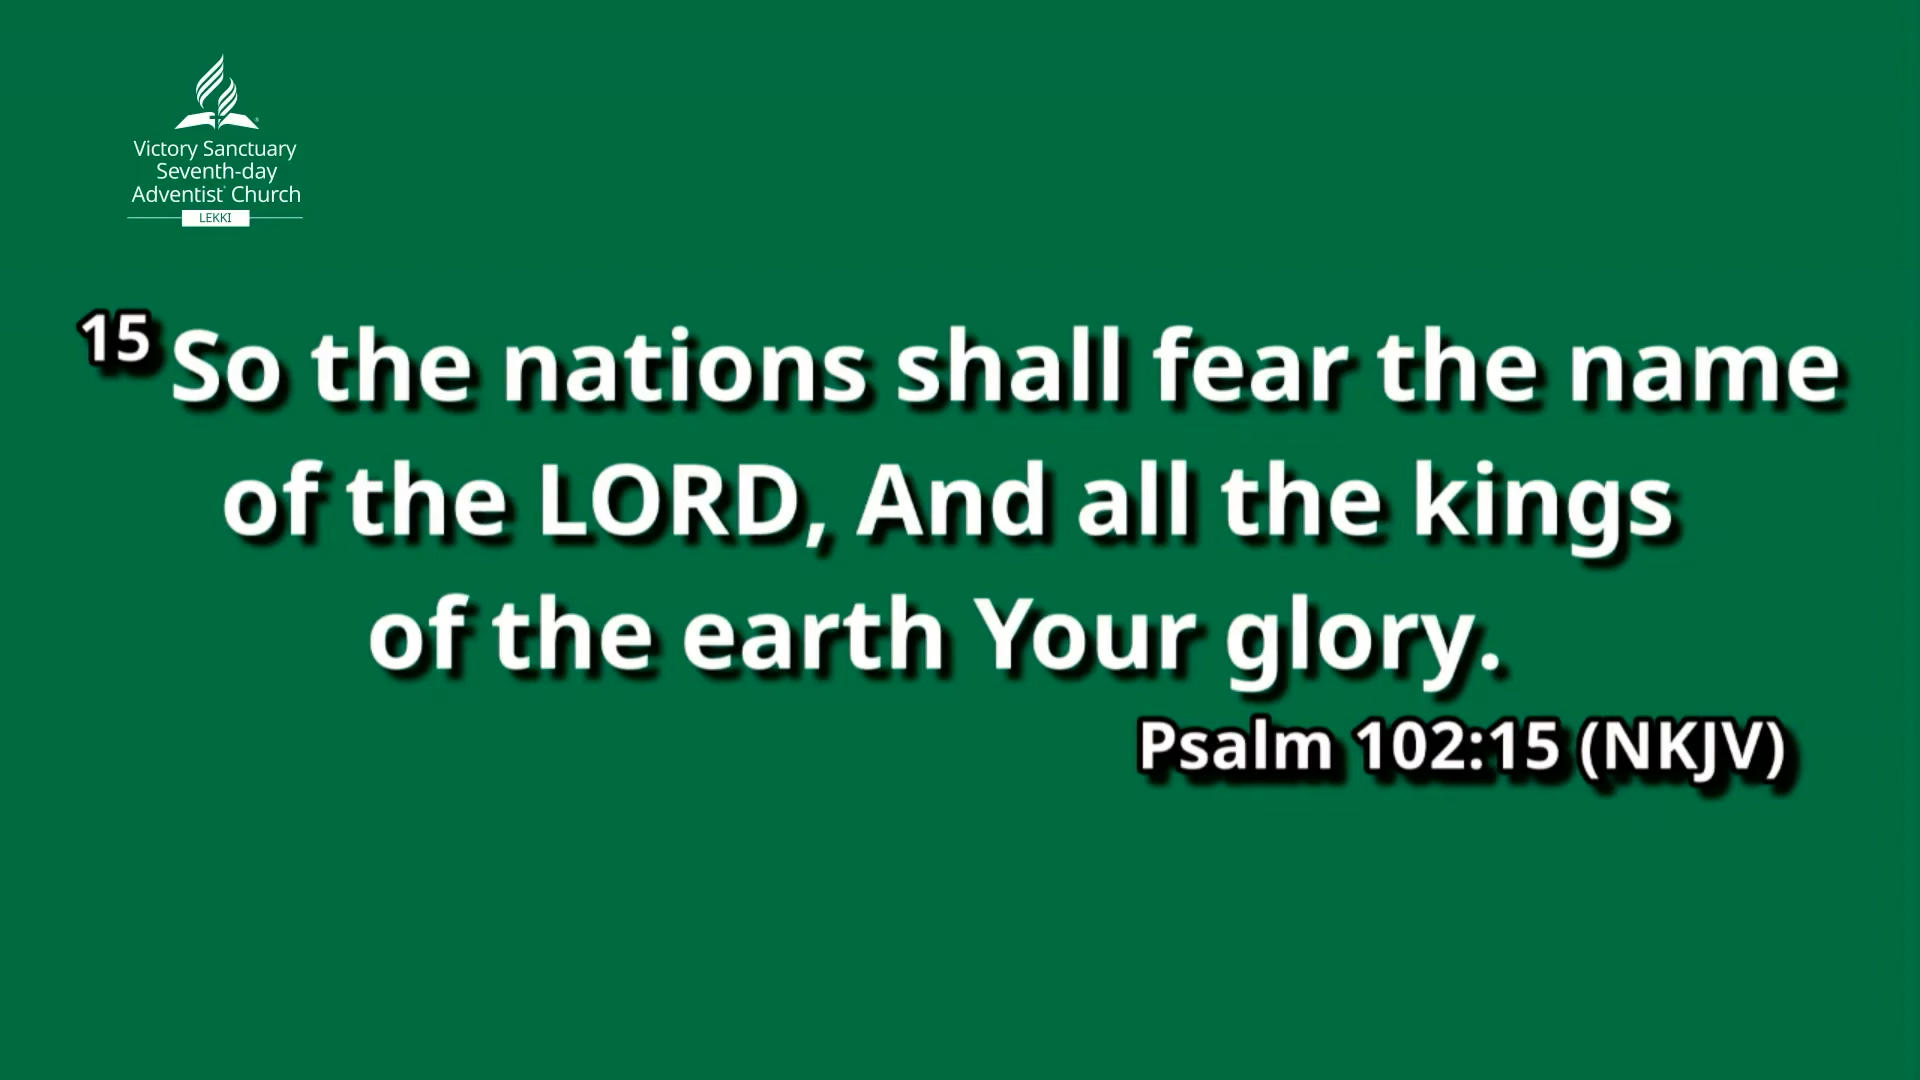 Victory Sanctuary
Seventh-day
Adventist® Church
LEKKI
15 So the nations shall fear the name
of the LORD, And all the kings
of the earth Your glory.
Psalm 102:15 (NKJV)